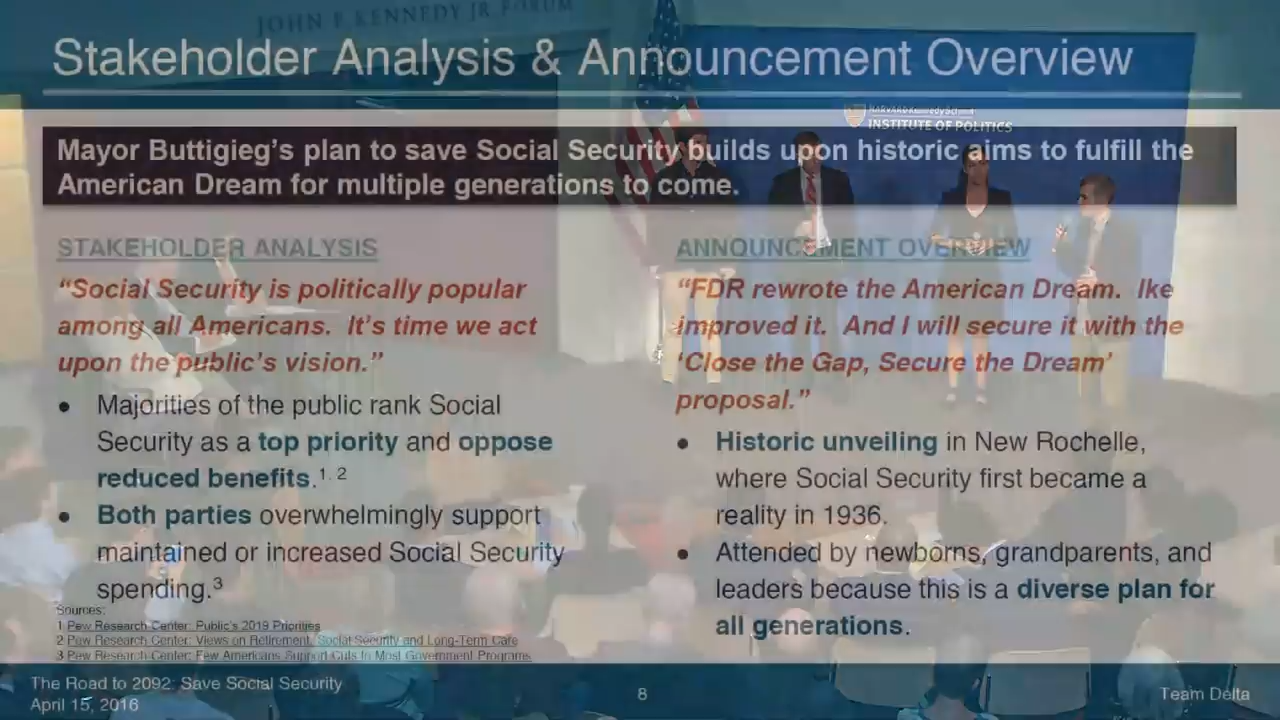 JOHN F KENNEDY JR. FORUM
Stakeholder Analysis & Announcement Overview
INSTITUTE OF POLITICS
Mayor Buttigieg's plan to save Social Security builds upon historic aims to fulfill the
American Dream for multiple generations to come.
STAKEHOLDER ANALYSIS
“Social Security is politically popular
among all Americans. It's time we act
upon the public's vision.”
● Majorities of the public rank Social
Security as a top priority and oppose
reduced benefits.1, 2
● Both parties overwhelmingly support
maintained or increased Social Security
spending.3
Sources:
1 Pew Research Center: Public's 2019 Priorities
2 Pew Research Center: Views on Retirement, Social Security and Long-Term Care
3 Pew Research Center: Few Americans Support Cuts to Most Government Programs
ANNOUNCEMENT OVERVIEW
“FDR rewrote the American Dream. Ike
improved it. And I will secure it with the
‘Close the Gap, Secure the Dream’
proposal.”
● Historic unveiling in New Rochelle,
where Social Security first became a
reality in 1936.
● Attended by newborns, grandparents, and
leaders because this is a diverse plan for
all generations.
The Road to 2092: Save Social Security
April 15, 2016
8
Team Delta